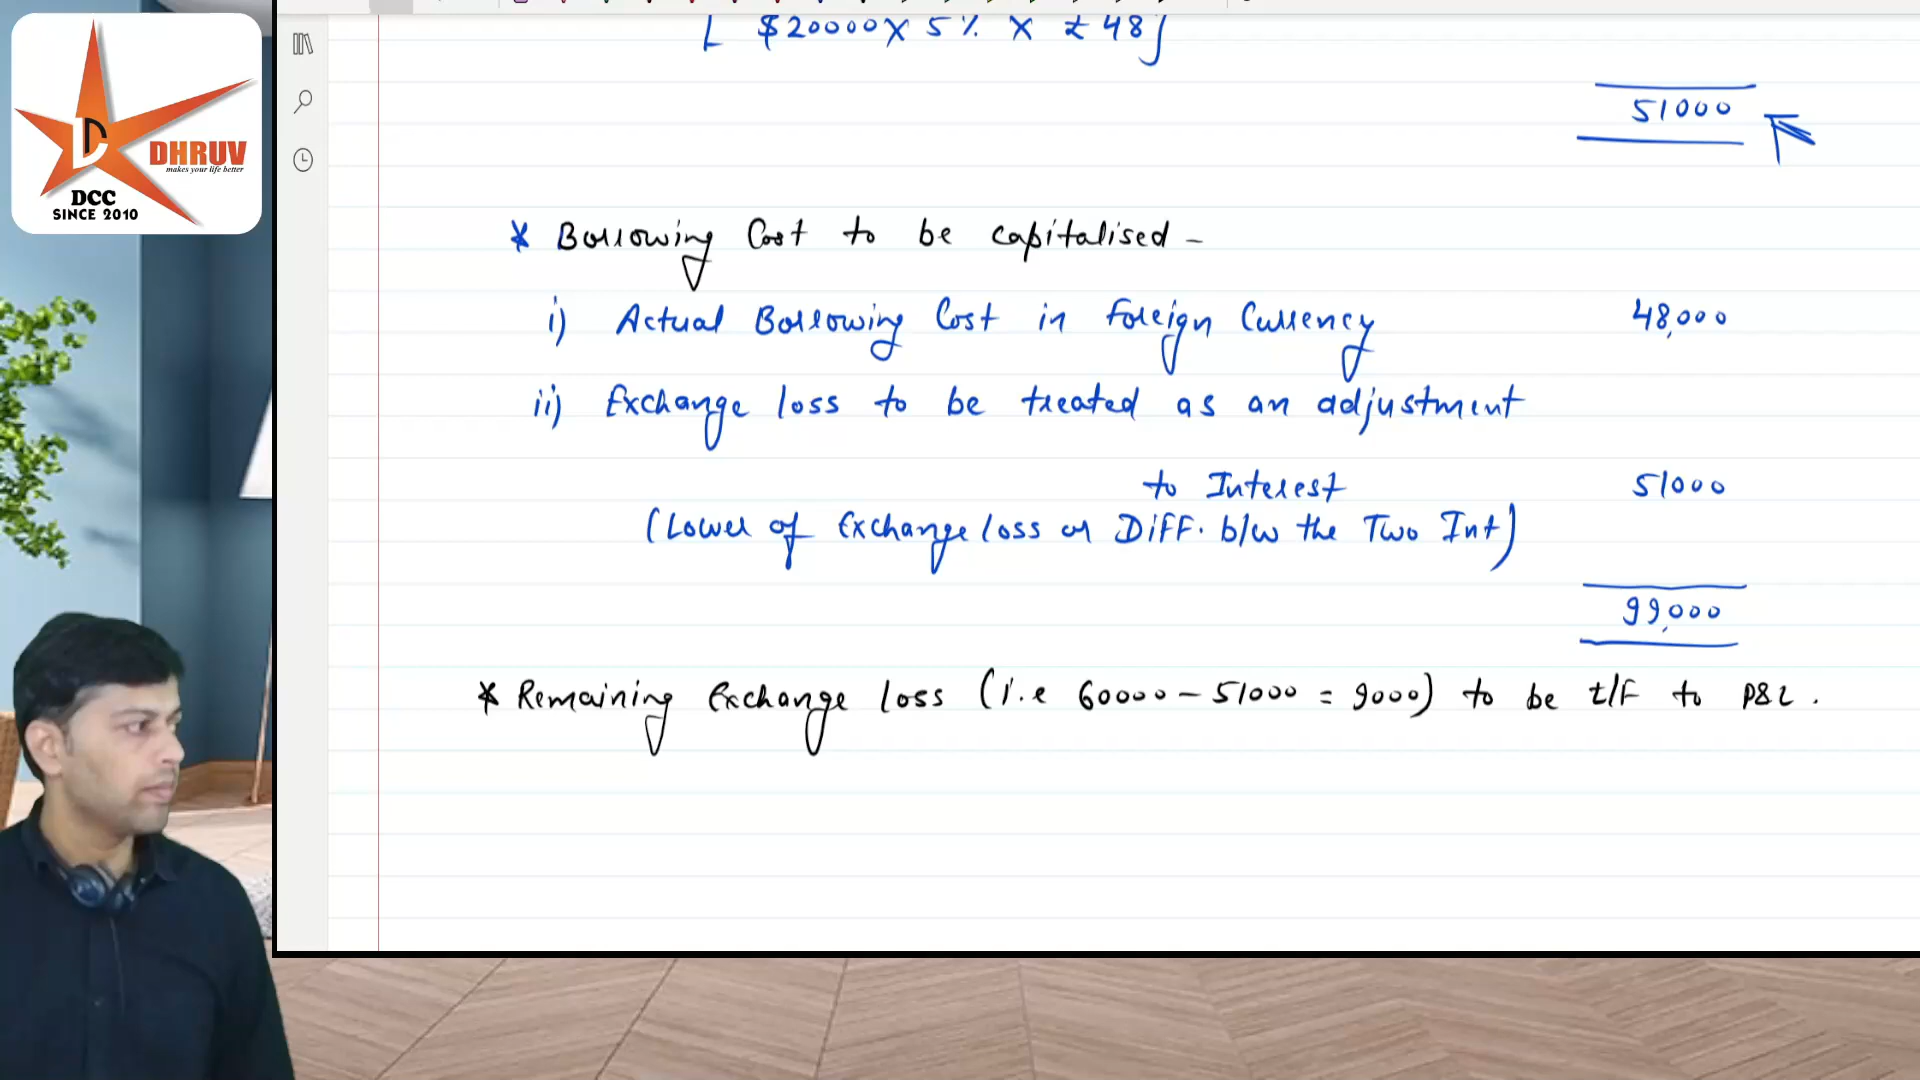 [ $20000 X 5% X ₹48]
51000
* Borrowing Cost to be capitalised -
i) Actual Borrowing Cost in Foreign Currency 48,000
ii) Exchange loss to be treated as an adjustment
to Interest 51000
(Lower of Exchange loss or Diff. b/w the Two Int)
99,000
* Remaining Exchange loss (i.e 60000 - 51000 = 9000) to be t/f to P&L.
DC
DHRUV
makes your life better
DCC
SINCE 2010